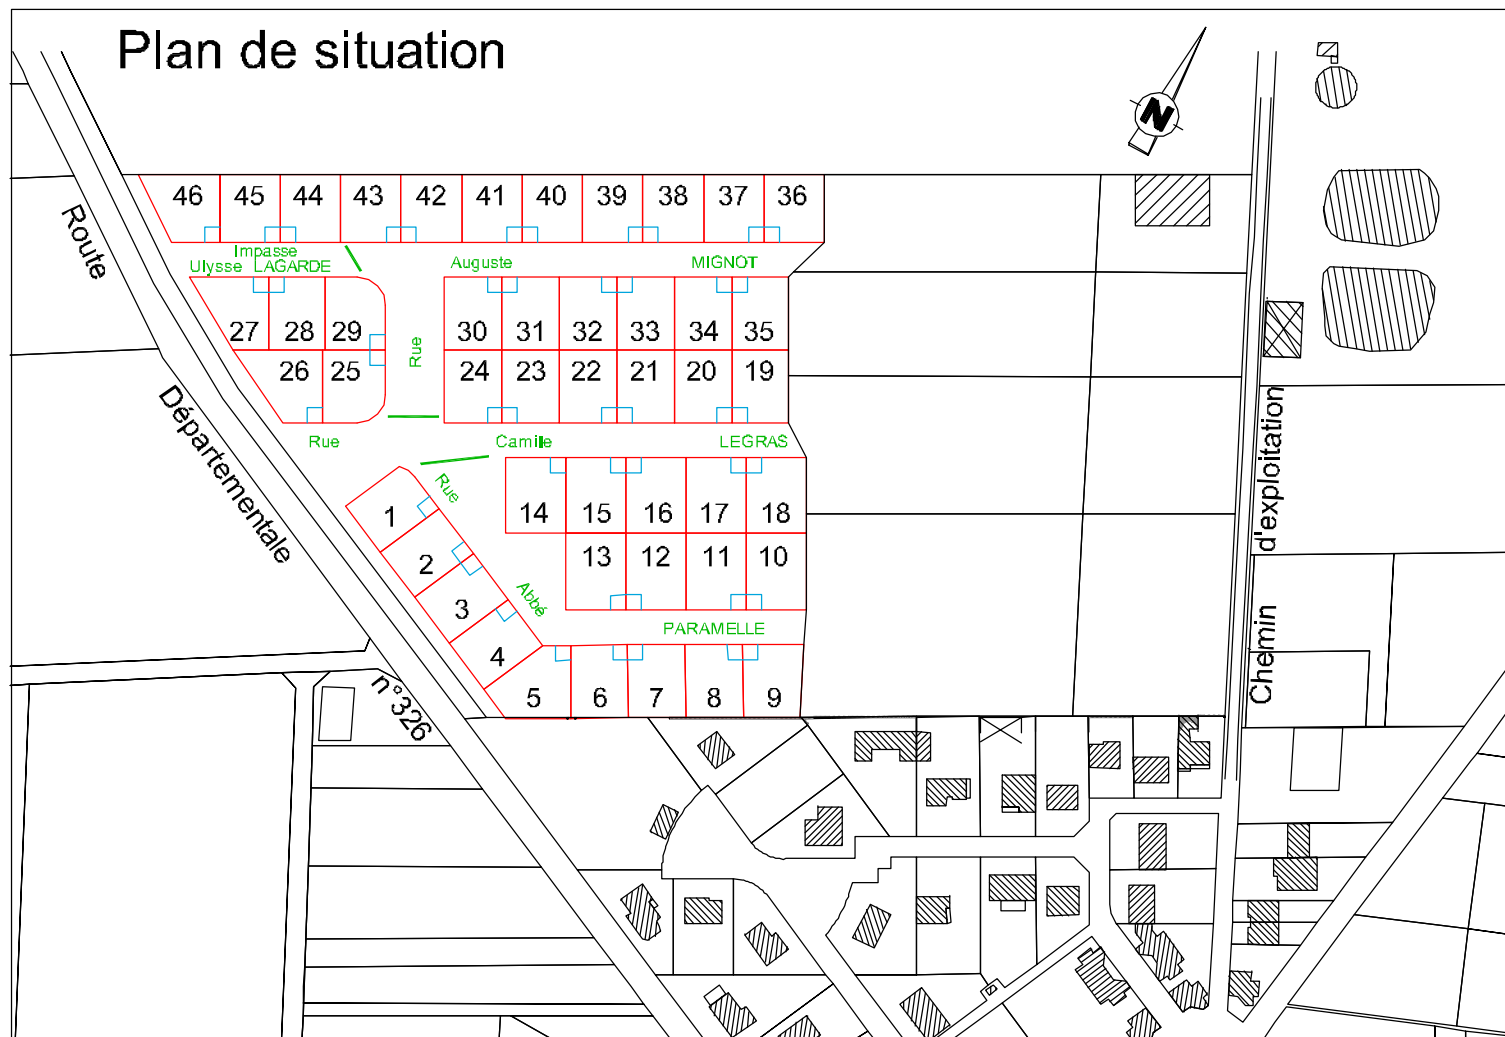 Plan de situation
N
46 45 44 43 42 41 40 39 38 37 36
Route
Impasse
Ulysse LAGARDE
Auguste
MIGNOT
27 28 29
Rue
30 31 32 33 34 35
26 25
24 23 22 21 20 19
Départementale
Rue
Camille
LEGRAS
d'exploitation
Rue
1
14 15 16 17 18
2
13 12 11 10
3
Abbé
PARAMELLE
Chemin
4
n°326
5 6 7 8 9